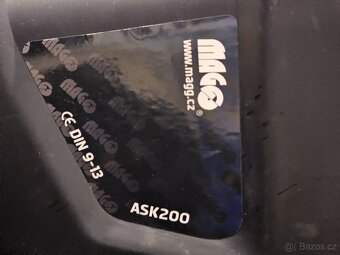 MAGG®
www.magg.cz
CE DIN 9-13
ASK200
© Bazos.cz